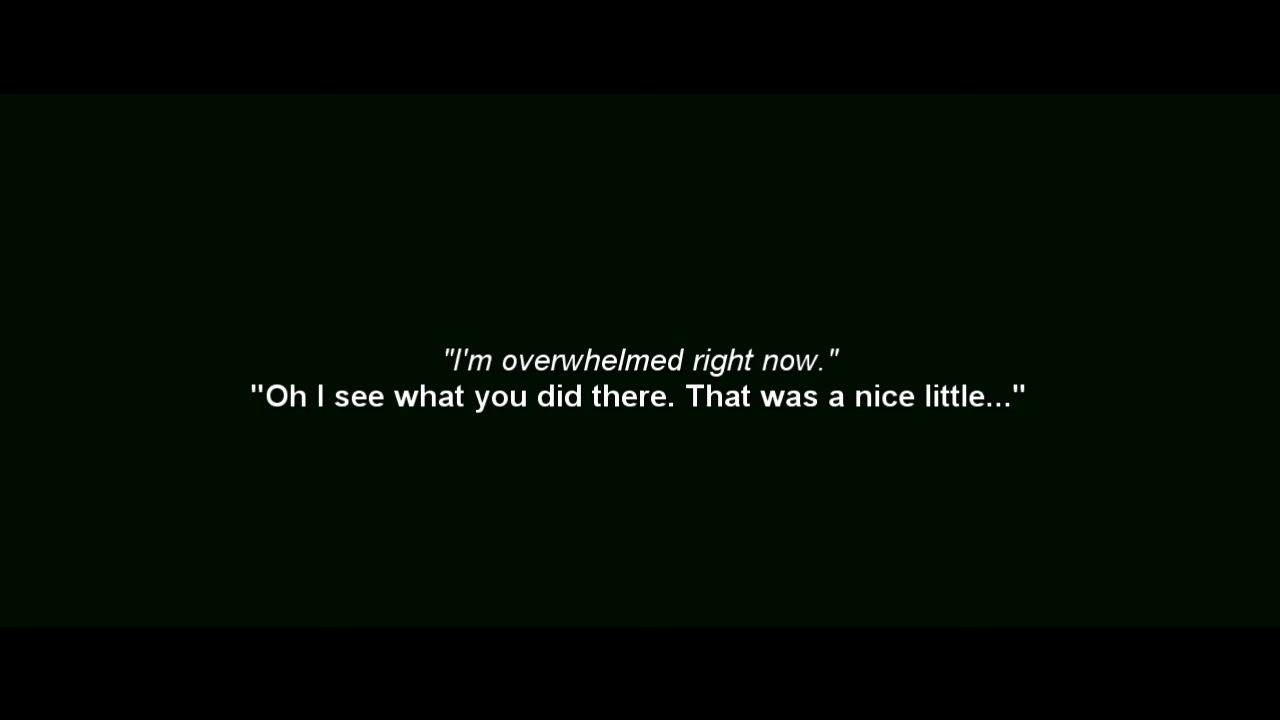 "I'm overwhelmed right now."
"Oh I see what you did there. That was a nice little..."